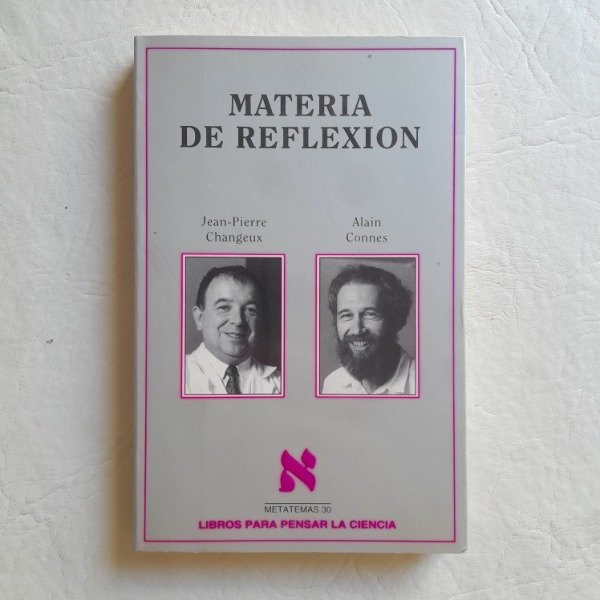 MATERIA
DE REFLEXION
Jean-Pierre
Changeux
Alain
Connes
א
METATEMAS 30
LIBROS PARA PENSAR LA CIENCIA